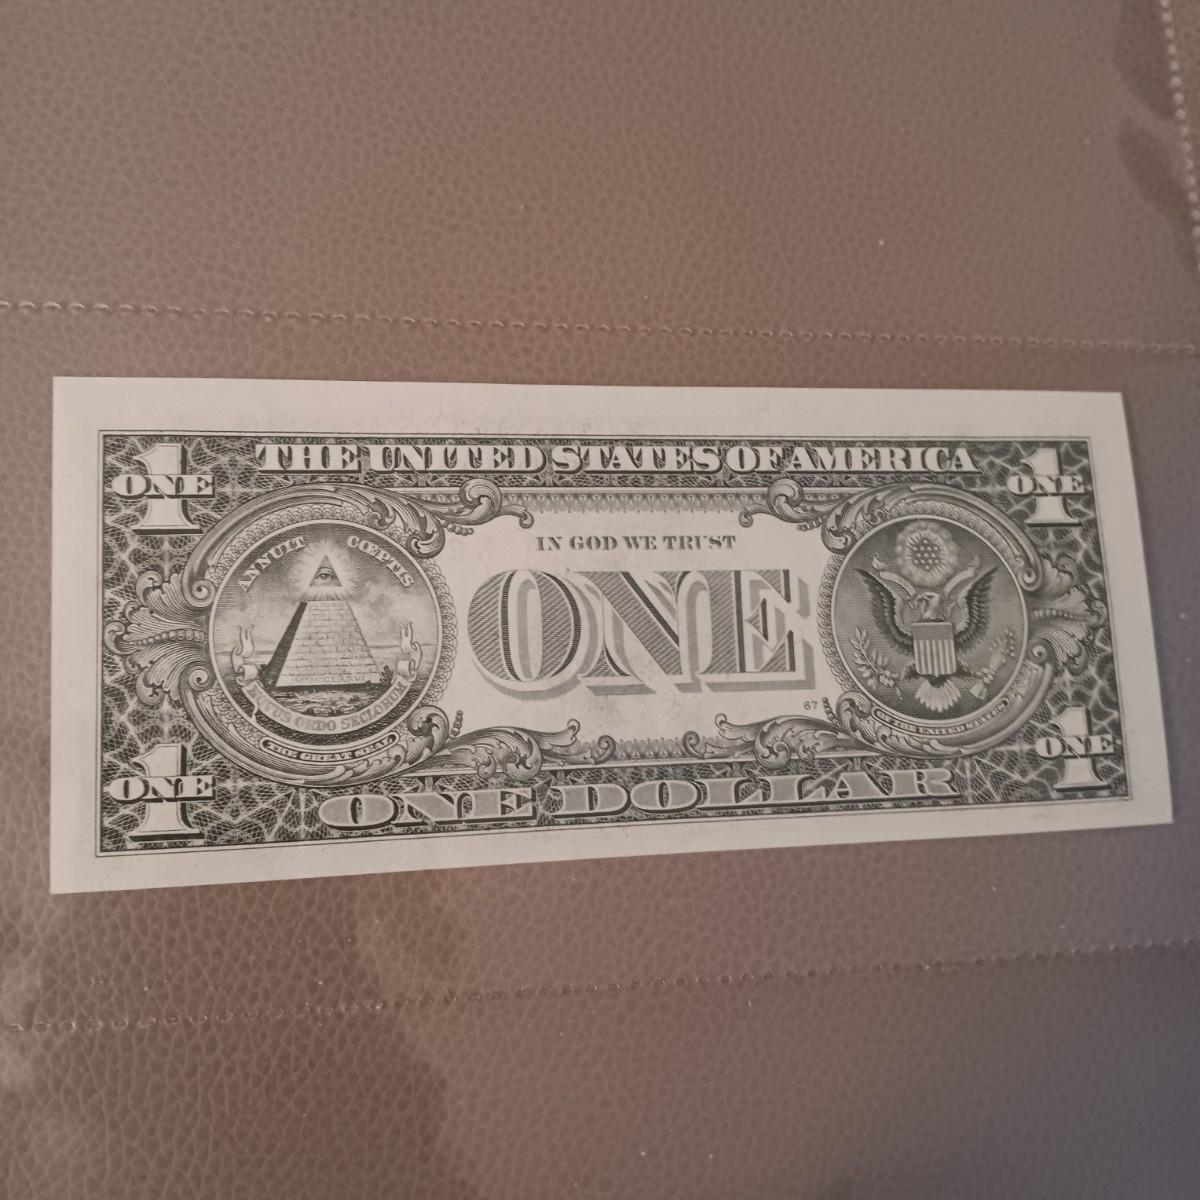 THE UNITED STATES OF AMERICA
1
ONE
1
ONE
ANNUIT CŒPTIS
MDCCLXXVI
NOVUS ORDO SECLORUM
THE GREAT SEAL
IN GOD WE TRUST
ONE
67
OF THE UNITED STATES
1
ONE
1
ONE
ONE DOLLAR